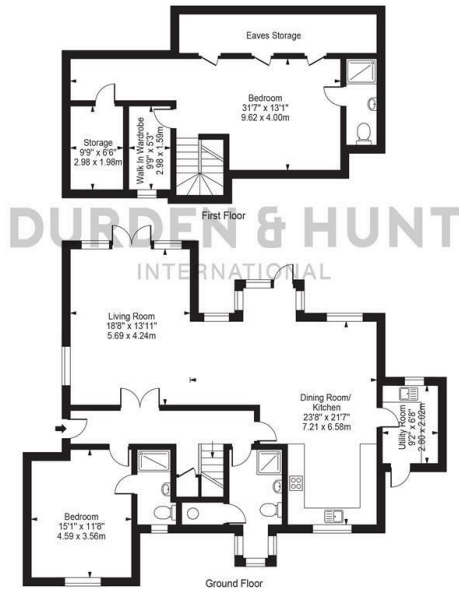 Eaves Storage
Bedroom
31'7" x 13'1"
9.62 x 4.00m
Storage
9'9" x 6'6"
2.98 x 1.98m
Walk In Wardrobe
9'9" x 5'3"
2.98 x 1.59m
First Floor
DURDEN & HUNT
INTERNATIONAL
Living Room
18'8" x 13'11"
5.69 x 4.24m
Dining Room/
Kitchen
23'8" x 21'7"
7.21 x 6.58m
Utility Room
9'2" x 6'8"
2.80 x 2.02m
Bedroom
15'1" x 11'8"
4.59 x 3.56m
Ground Floor